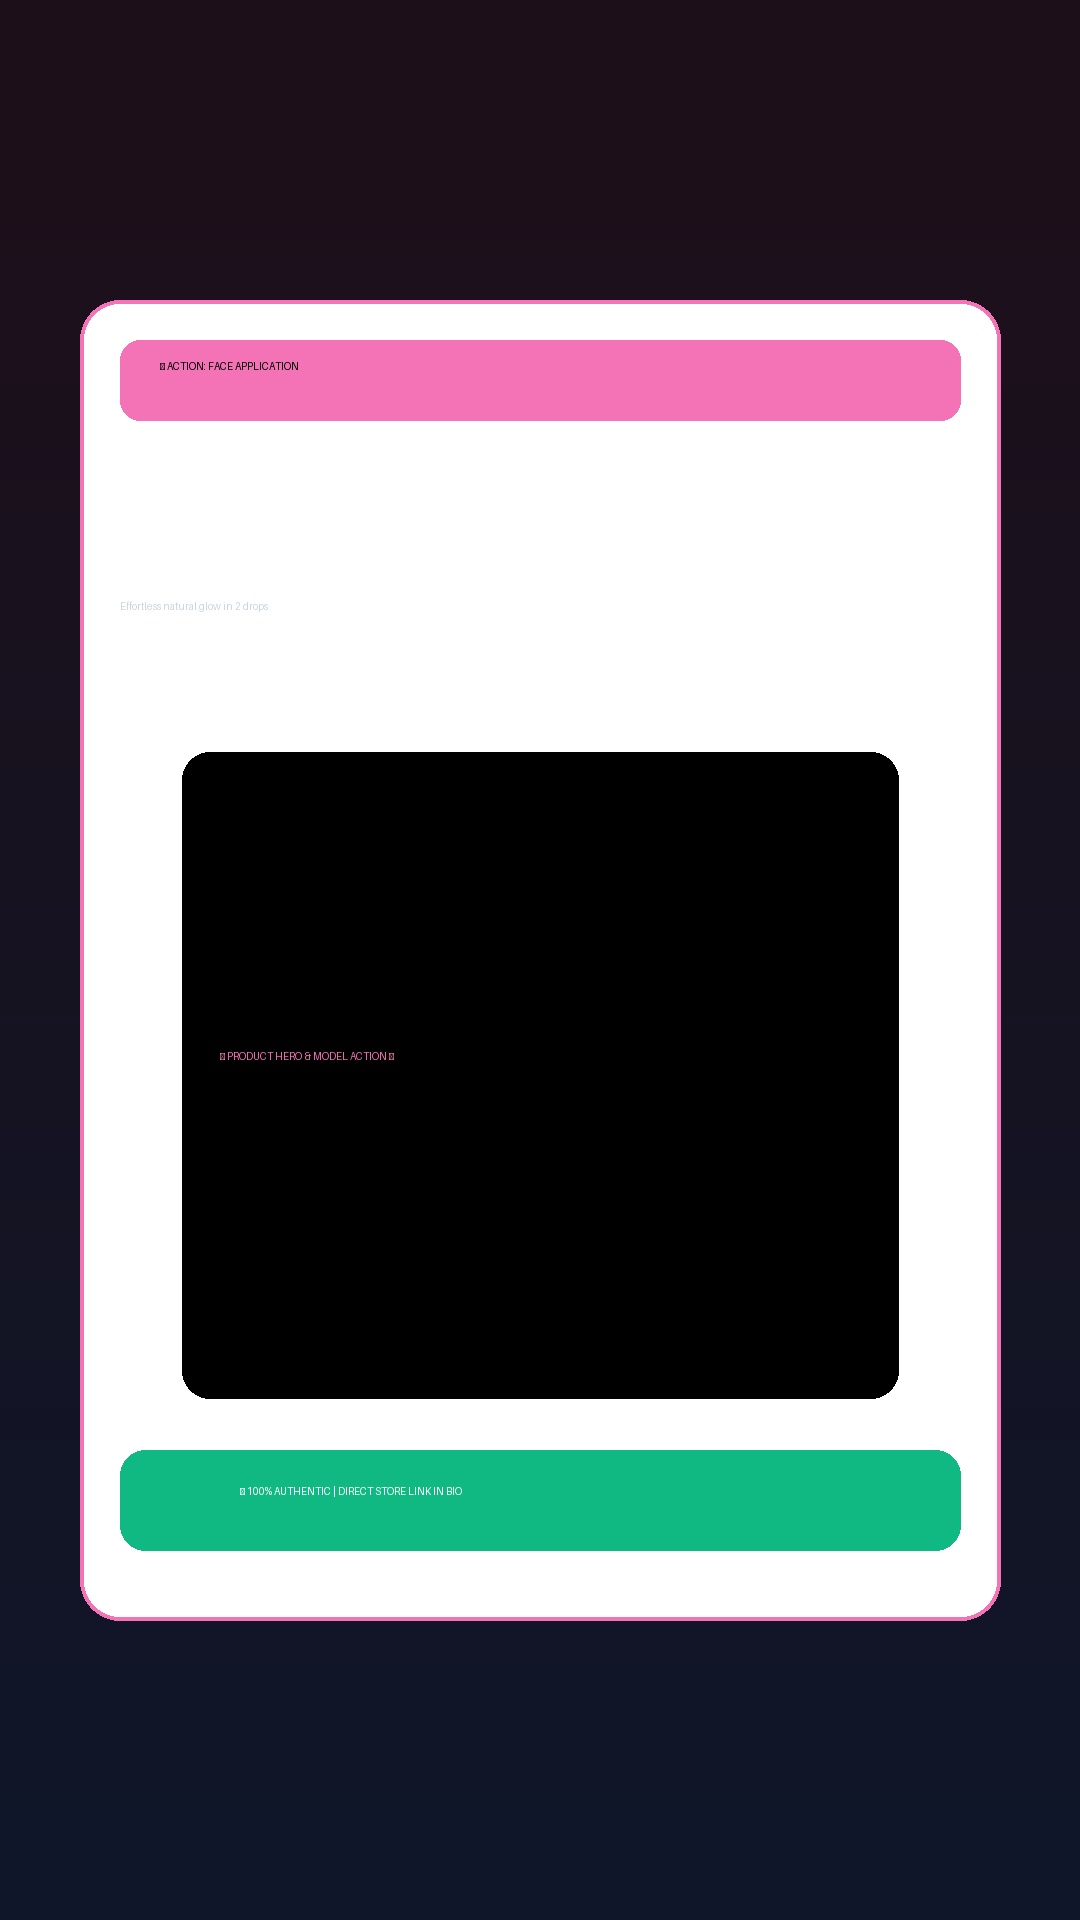 ACTION: FACE APPLICATION
Effortless natural glow in 2 drops
PRODUCT HERO & MODEL ACTION
100% AUTHENTIC | DIRECT STORE LINK IN BIO